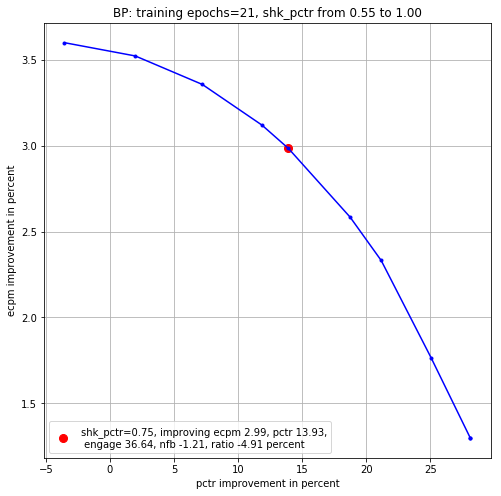 BP: training epochs=21, shk_pctr from 0.55 to 1.00
ecpm improvement in percent
3.5
3.0
2.5
2.0
1.5
shk_pctr=0.75, improving ecpm 2.99, pctr 13.93,
engage 36.64, nfb -1.21, ratio -4.91 percent
−5
0
5
10
15
20
25
pctr improvement in percent